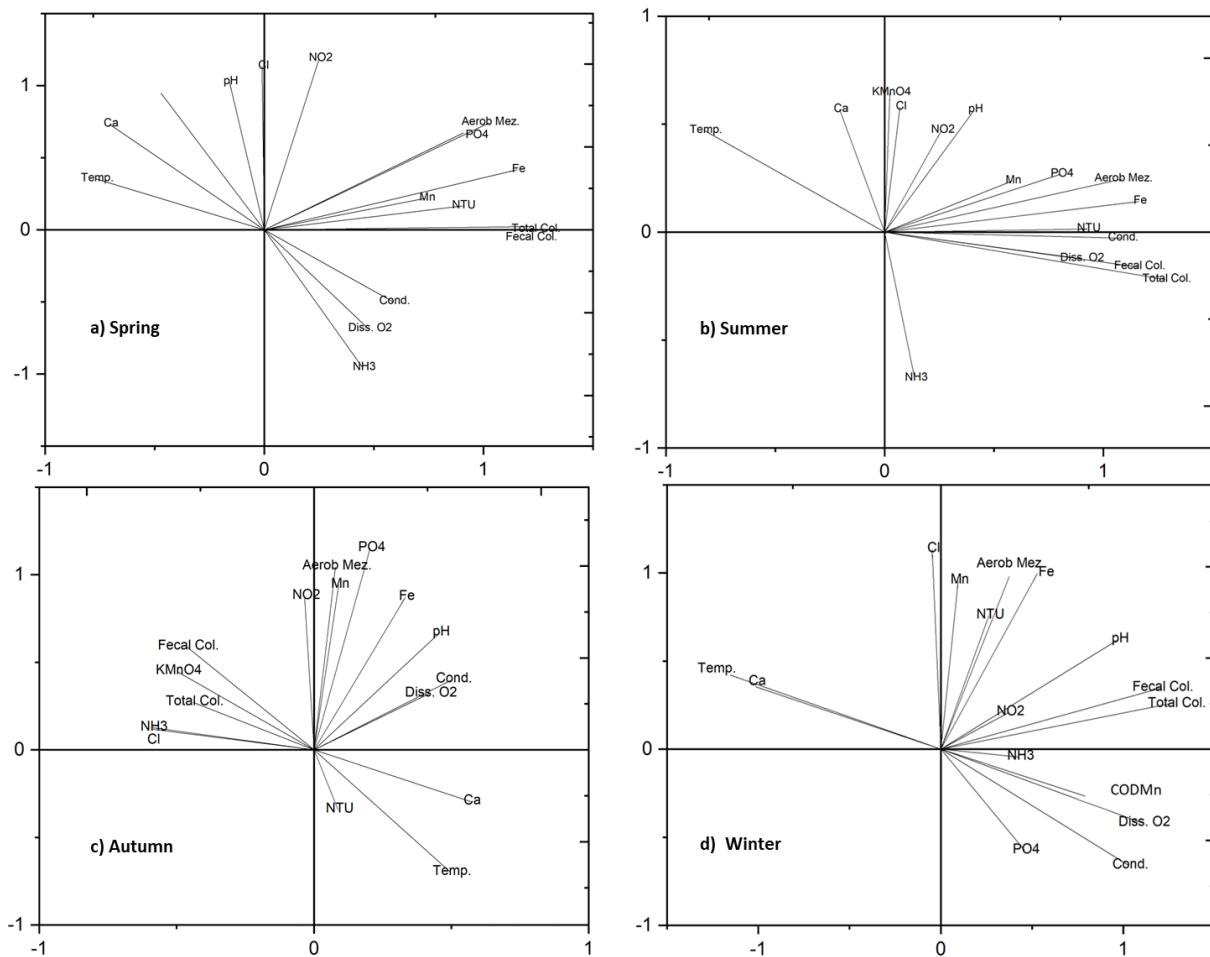 Cl
NO2
pH
1
Aerob Mez.
PO4
Ca
Fe
Temp.
Mn
NTU
Total Col.
0
Fecal Col.
Cond.
a) Spring
Diss. O2
NH3
-1
-1
0
1
1
KMnO4
Ca
Cl
pH
Temp.
NO2
PO4
Mn
Aerob Mez.
Fe
NTU
0
Cond.
Diss. O2
Fecal Col.
Total Col.
b) Summer
NH3
-1
-1
0
1
PO4
Aerob Mez.
1
Mn
NO2
Fe
pH
Fecal Col.
KMnO4
Cond.
Diss. O2
Total Col.
NH3
Cl
0
Ca
NTU
c) Autumn
Temp.
-1
-1
0
1
Cl
Aerob Mez.
1
Mn
Fe
NTU
pH
Temp.
Ca
Fecal Col.
Total Col.
NO2
0
NH3
CODMn
Diss. O2
d) Winter
PO4
Cond.
-1
-1
0
1